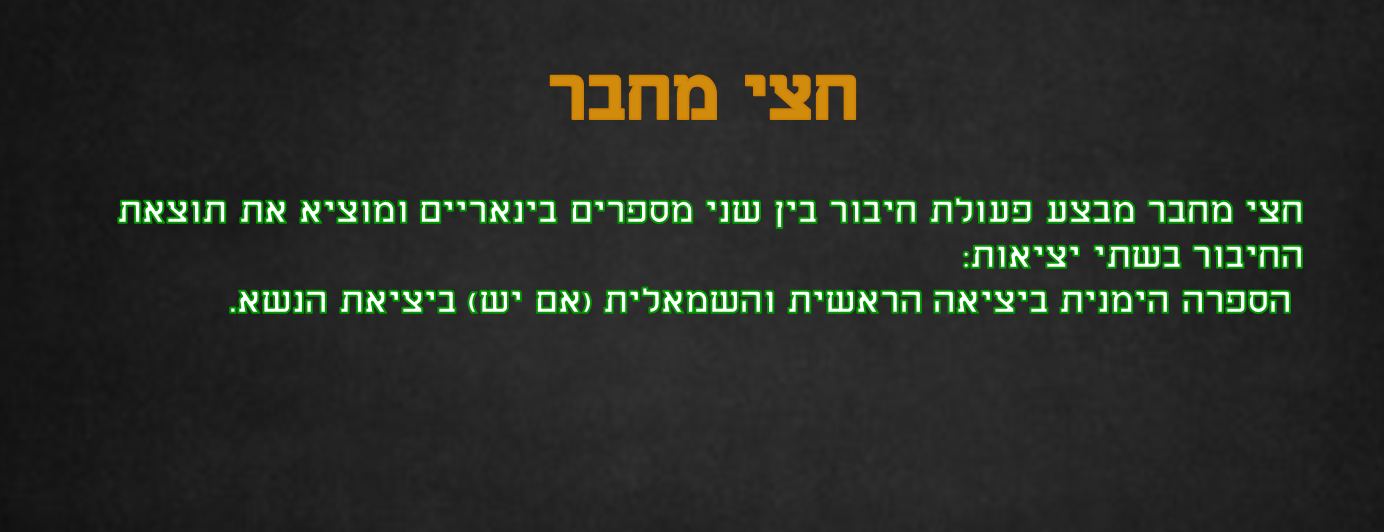 חצי מחבר
חצי מחבר מבצע פעולת חיבור בין שני מספרים בינאריים ומוציא את תוצאת
החיבור בשתי יציאות:
הספרה הימנית ביציאה הראשית והשמאלית (אם יש) ביציאת הנשא.